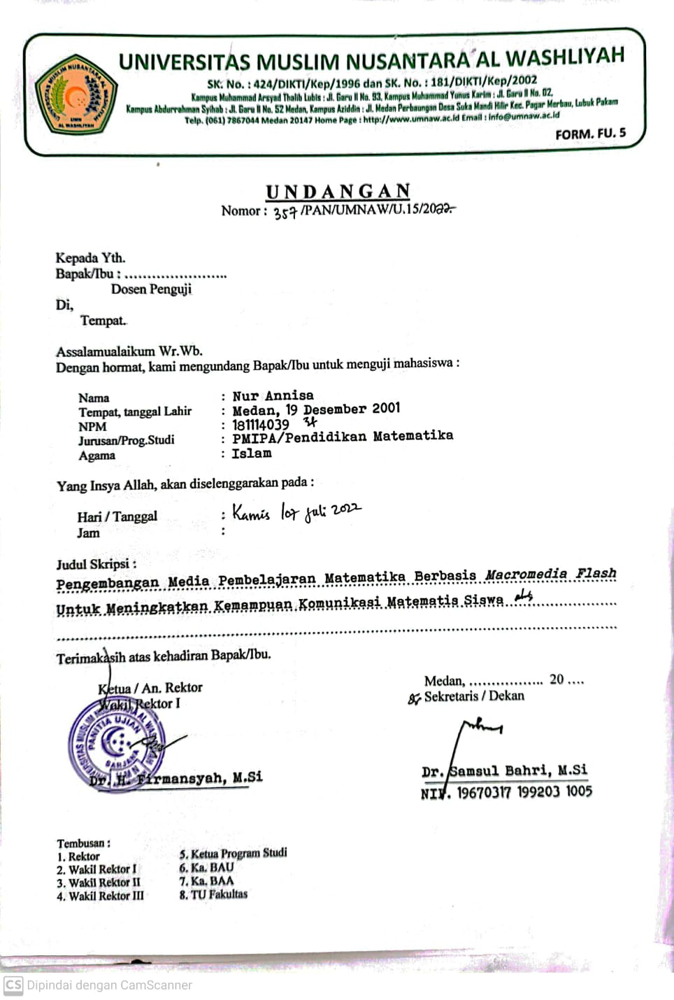 UNIVERSITAS MUSLIM NUSANTARA AL WASHLIYAH
SK. No. : 424/DIKTI/Kep/1996 dan SK. No. : 181/DIKTI/Kep/2002
Kampus Muhammad Arsyad Thalib Lubis : Jl. Garu II No. 93, Kampus Muhammad Yunus Karim : Jl. Garu II No. 02,
Kampus Abdurrahman Syihab : Jl. Garu II No. 52 Medan, Kampus Aziddin : Jl. Medan Perbaungan Desa Suka Mandi Hilir Kec. Pagar Merbau, Lubuk Pakam
Telp. (061) 7867044 Medan 20147 Home Page : http://www.umnaw.ac.id Email : info@umnaw.ac.id
FORM. FU. 5
UNIVERSITAS MUSLIM NUSANTARA AL WASHLIYAH
UMN
AL WASHLIYAH
UNDANGAN
Nomor : 357/PAN/UMNAW/U.15/2022
Kepada Yth.
Bapak/Ibu : .......................
Dosen Penguji
Di,
Tempat.
Assalamualaikum Wr.Wb.
Dengan hormat, kami mengundang Bapak/Ibu untuk menguji mahasiswa :
Nama : Nur Annisa
Tempat, tanggal Lahir : Medan, 19 Desember 2001
NPM : 181114039
Jurusan/Prog.Studi : PMIPA/Pendidikan Matematika
Agama : Islam
Yang Insya Allah, akan diselenggarakan pada :
Hari / Tanggal : Kamis / 07 Juli 2022
Jam :
Judul Skripsi :
Pengembangan Media Pembelajaran Matematika Berbasis Macromedia Flash
Untuk Meningkatkan Kemampuan Komunikasi Matematis Siswa
Terimakasih atas kehadiran Bapak/Ibu.
Ketua / An. Rektor
Wakil Rektor I
PANITIA UJIAN
SARJANA
Dr. H. Firmansyah, M.Si
Medan, ................. 20 ....
Sekretaris / Dekan
Dr. Samsul Bahri, M.Si
NIP. 19670317 199203 1005
Tembusan :
1. Rektor
2. Wakil Rektor I
3. Wakil Rektor II
4. Wakil Rektor III
5. Ketua Program Studi
6. Ka. BAU
7. Ka. BAA
8. TU Fakultas
CS Dipindai dengan CamScanner